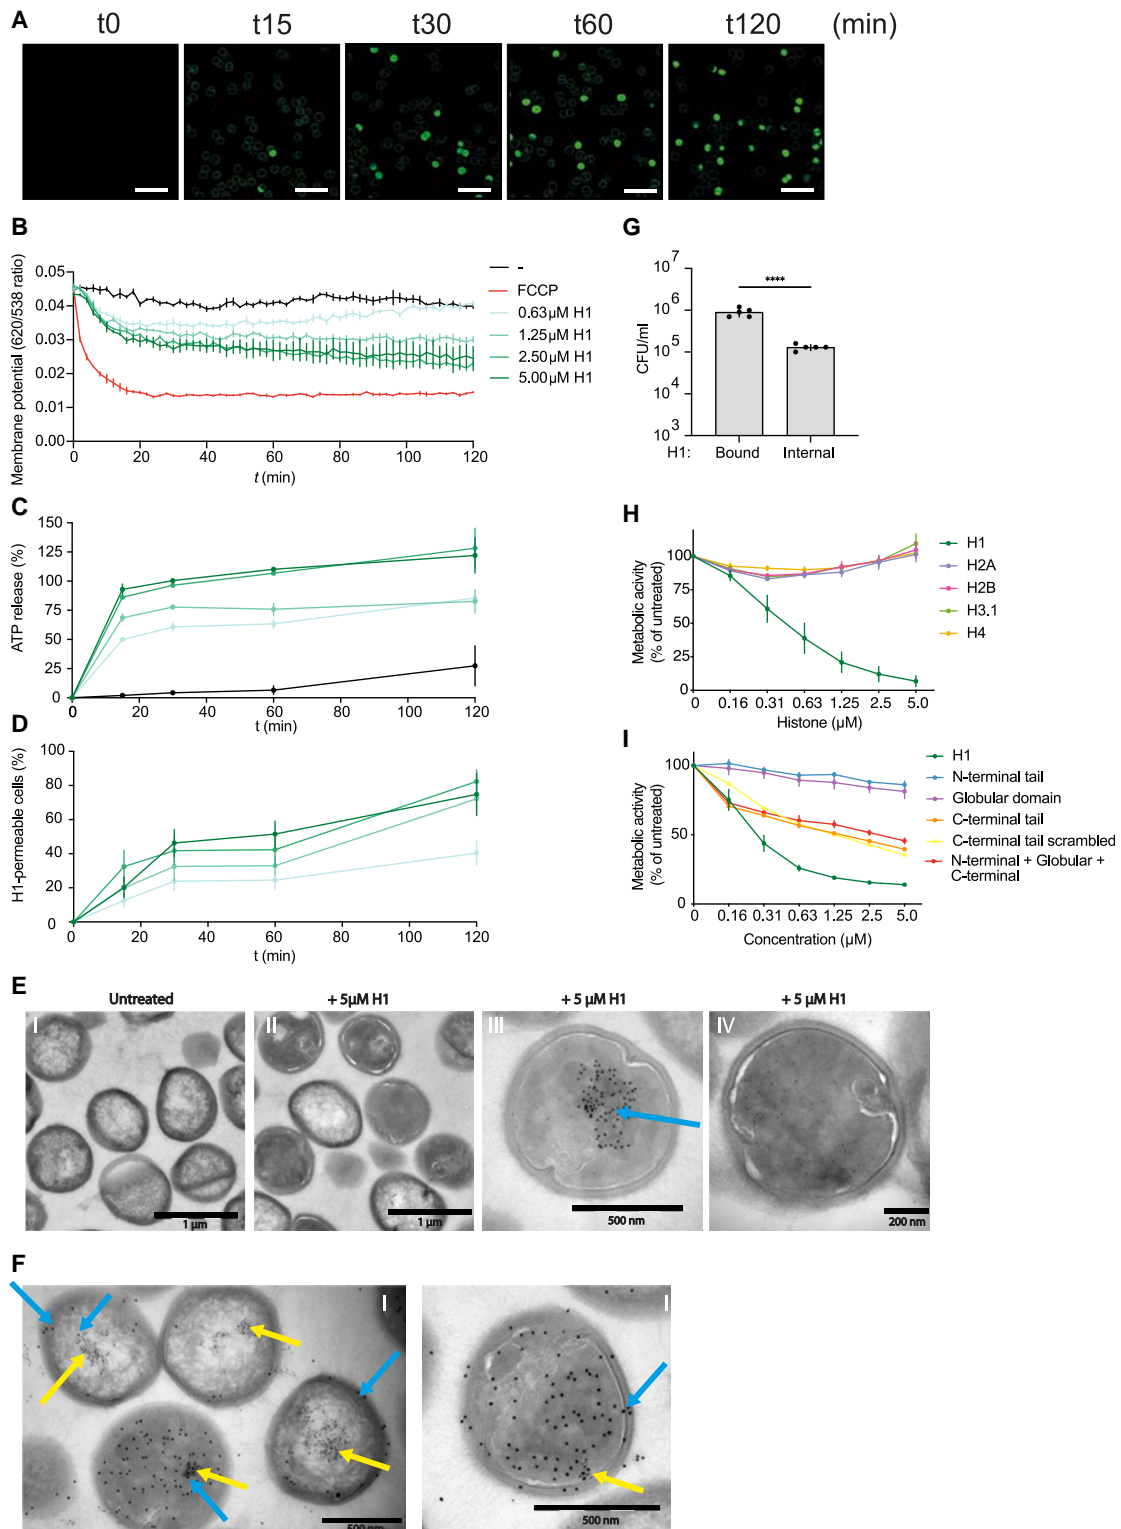 A
t0 t15 t30 t60 t120 (min)
B
Membrane potential (620/538 ratio)
0.05
0.04
0.03
0.02
0.01
0.00
0 20 40 60 80 100 120
t (min)
-
FCCP
0.63µM H1
1.25µM H1
2.50µM H1
5.00µM H1
G
CFU/ml
10^7
10^6
10^5
10^4
10^3
****
H1: Bound Internal
C
ATP release (%)
150
125
100
75
50
25
0
0 20 40 60 80 100 120
t (min)
D
H1-permeable cells (%)
100
80
60
40
20
0
0 20 40 60 80 100 120
t (min)
H
Metabolic acivity
(% of untreated)
100
75
50
25
0
0 0.16 0.31 0.63 1.25 2.5 5.0
Histone (µM)
H1
H2A
H2B
H3.1
H4
I
Metabolic activity
(% of untreated)
100
50
0
0 0.16 0.31 0.63 1.25 2.5 5.0
Concentration (µM)
H1
N-terminal tail
Globular domain
C-terminal tail
C-terminal tail scrambled
N-terminal + Globular +
C-terminal
E
Untreated + 5µM H1 + 5 µM H1 + 5 µM H1
I II III IV
1 µm 1 µm 500 nm 200 nm
F
I I
500 nm 500 nm